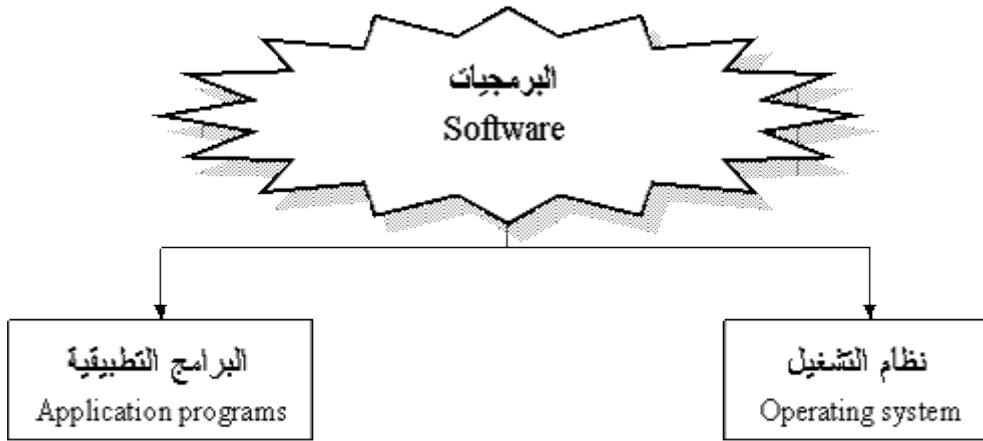 البرمجيات
Software
نظام التشغيل
Operating system
البرامج التطبيقية
Application programs